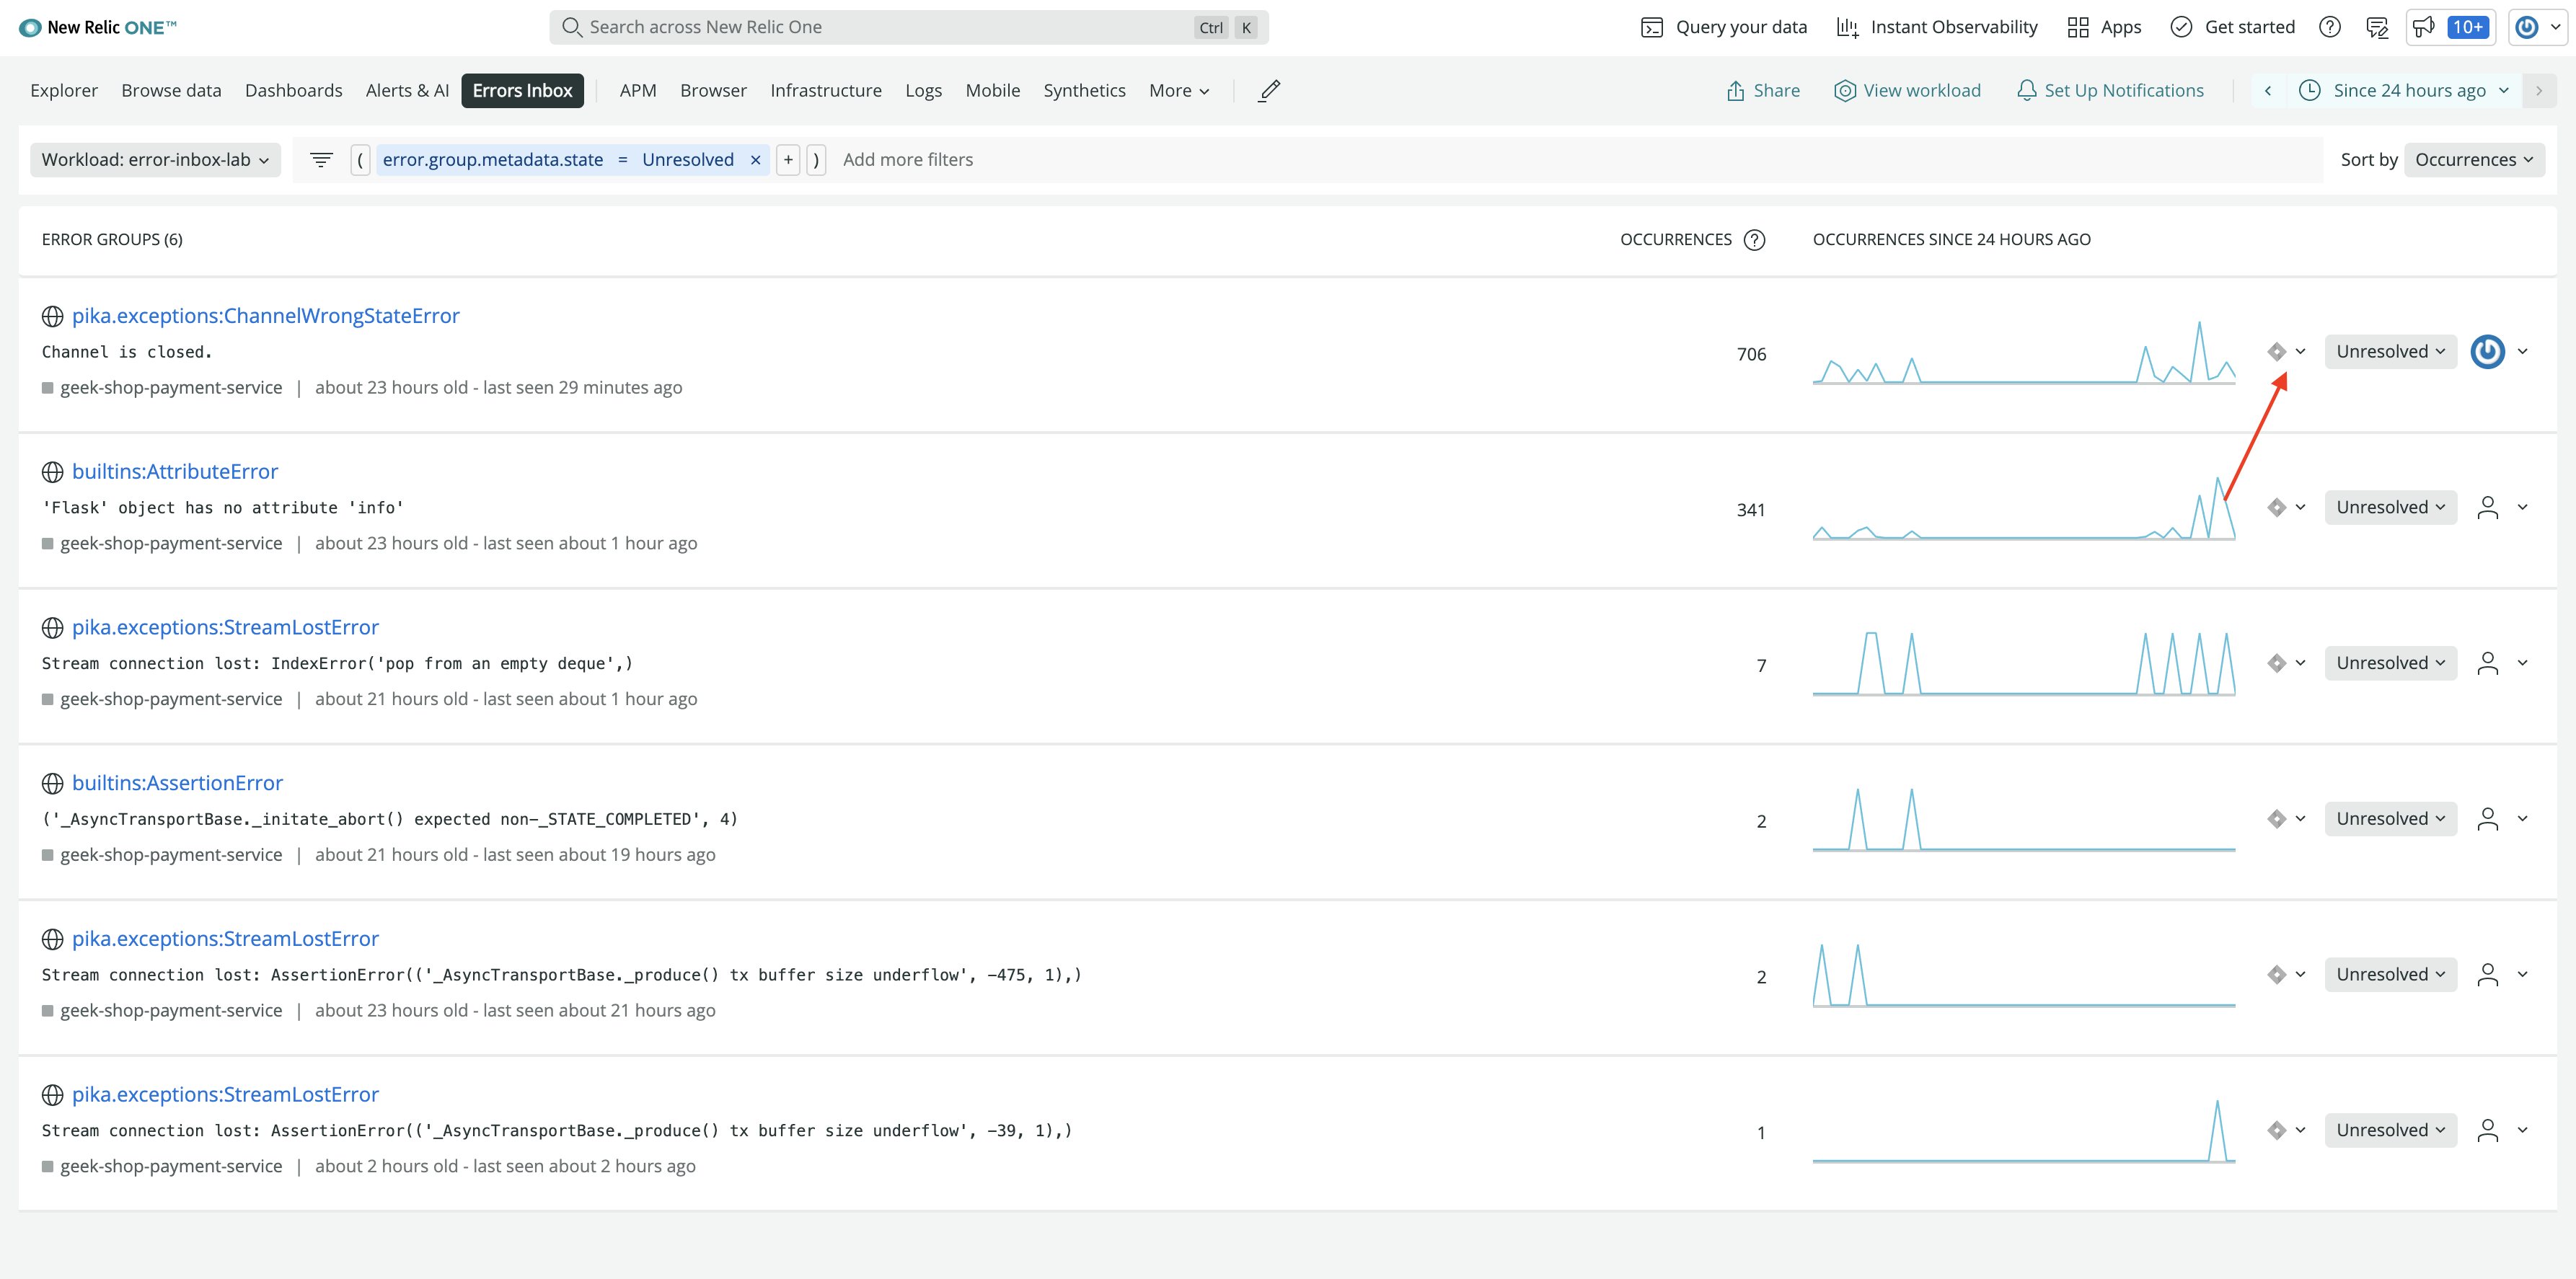 New Relic ONE™
Search across New Relic One Ctrl K
Query your data Instant Observability Apps Get started 10+
Explorer Browse data Dashboards Alerts & AI Errors Inbox APM Browser Infrastructure Logs Mobile Synthetics More Share View workload Set Up Notifications Since 24 hours ago
Workload: error-inbox-lab ( error.group.metadata.state = Unresolved × + ) Add more filters Sort by Occurrences
ERROR GROUPS (6) OCCURRENCES ? OCCURRENCES SINCE 24 HOURS AGO
pika.exceptions:ChannelWrongStateError
Channel is closed. 706 Unresolved
geek-shop-payment-service | about 23 hours old - last seen 29 minutes ago
builtins:AttributeError
'Flask' object has no attribute 'info' 341 Unresolved
geek-shop-payment-service | about 23 hours old - last seen about 1 hour ago
pika.exceptions:StreamLostError
Stream connection lost: IndexError('pop from an empty deque',) 7 Unresolved
geek-shop-payment-service | about 21 hours old - last seen about 1 hour ago
builtins:AssertionError
('_AsyncTransportBase._initate_abort() expected non-_STATE_COMPLETED', 4) 2 Unresolved
geek-shop-payment-service | about 21 hours old - last seen about 19 hours ago
pika.exceptions:StreamLostError
Stream connection lost: AssertionError(('_AsyncTransportBase._produce() tx buffer size underflow', -475, 1),) 2 Unresolved
geek-shop-payment-service | about 23 hours old - last seen about 21 hours ago
pika.exceptions:StreamLostError
Stream connection lost: AssertionError(('_AsyncTransportBase._produce() tx buffer size underflow', -39, 1),) 1 Unresolved
geek-shop-payment-service | about 2 hours old - last seen about 2 hours ago